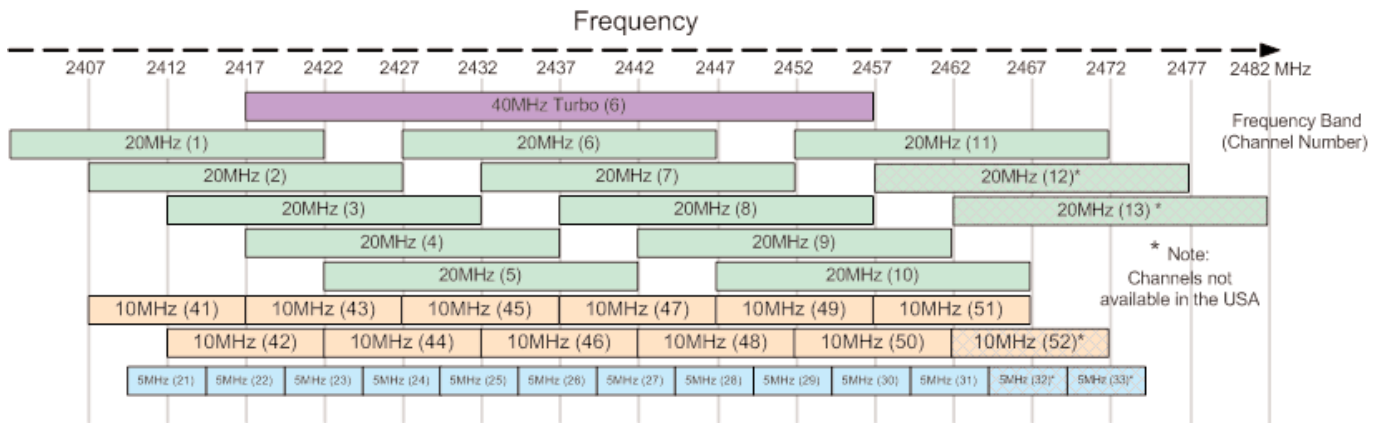 Frequency
2407 2412 2417 2422 2427 2432 2437 2442 2447 2452 2457 2462 2467 2472 2477 2482 MHz
40MHz Turbo (6)
Frequency Band
(Channel Number)
20MHz (1) 20MHz (6) 20MHz (11)
20MHz (2) 20MHz (7) 20MHz (12)*
20MHz (3) 20MHz (8) 20MHz (13) *
20MHz (4) 20MHz (9)
20MHz (5) 20MHz (10)
* Note:
Channels not
available in the USA
10MHz (41) 10MHz (43) 10MHz (45) 10MHz (47) 10MHz (49) 10MHz (51)
10MHz (42) 10MHz (44) 10MHz (46) 10MHz (48) 10MHz (50) 10MHz (52)*
5MHz (21) 5MHz (22) 5MHz (23) 5MHz (24) 5MHz (25) 5MHz (26) 5MHz (27) 5MHz (28) 5MHz (29) 5MHz (30) 5MHz (31) 5MHz (32)* 5MHz (33)*